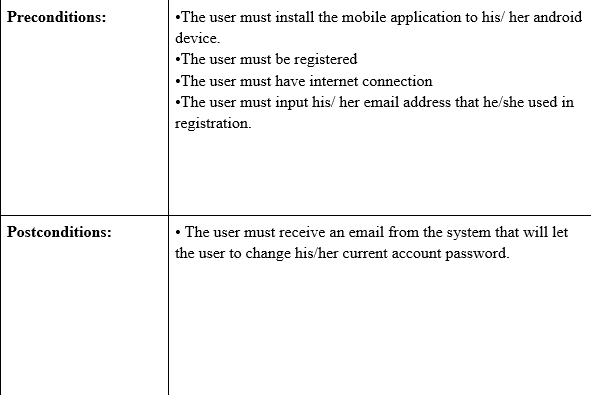 Preconditions:
•The user must install the mobile application to his/ her android
device.
•The user must be registered
•The user must have internet connection
•The user must input his/ her email address that he/she used in
registration.
Postconditions:
• The user must receive an email from the system that will let
the user to change his/her current account password.